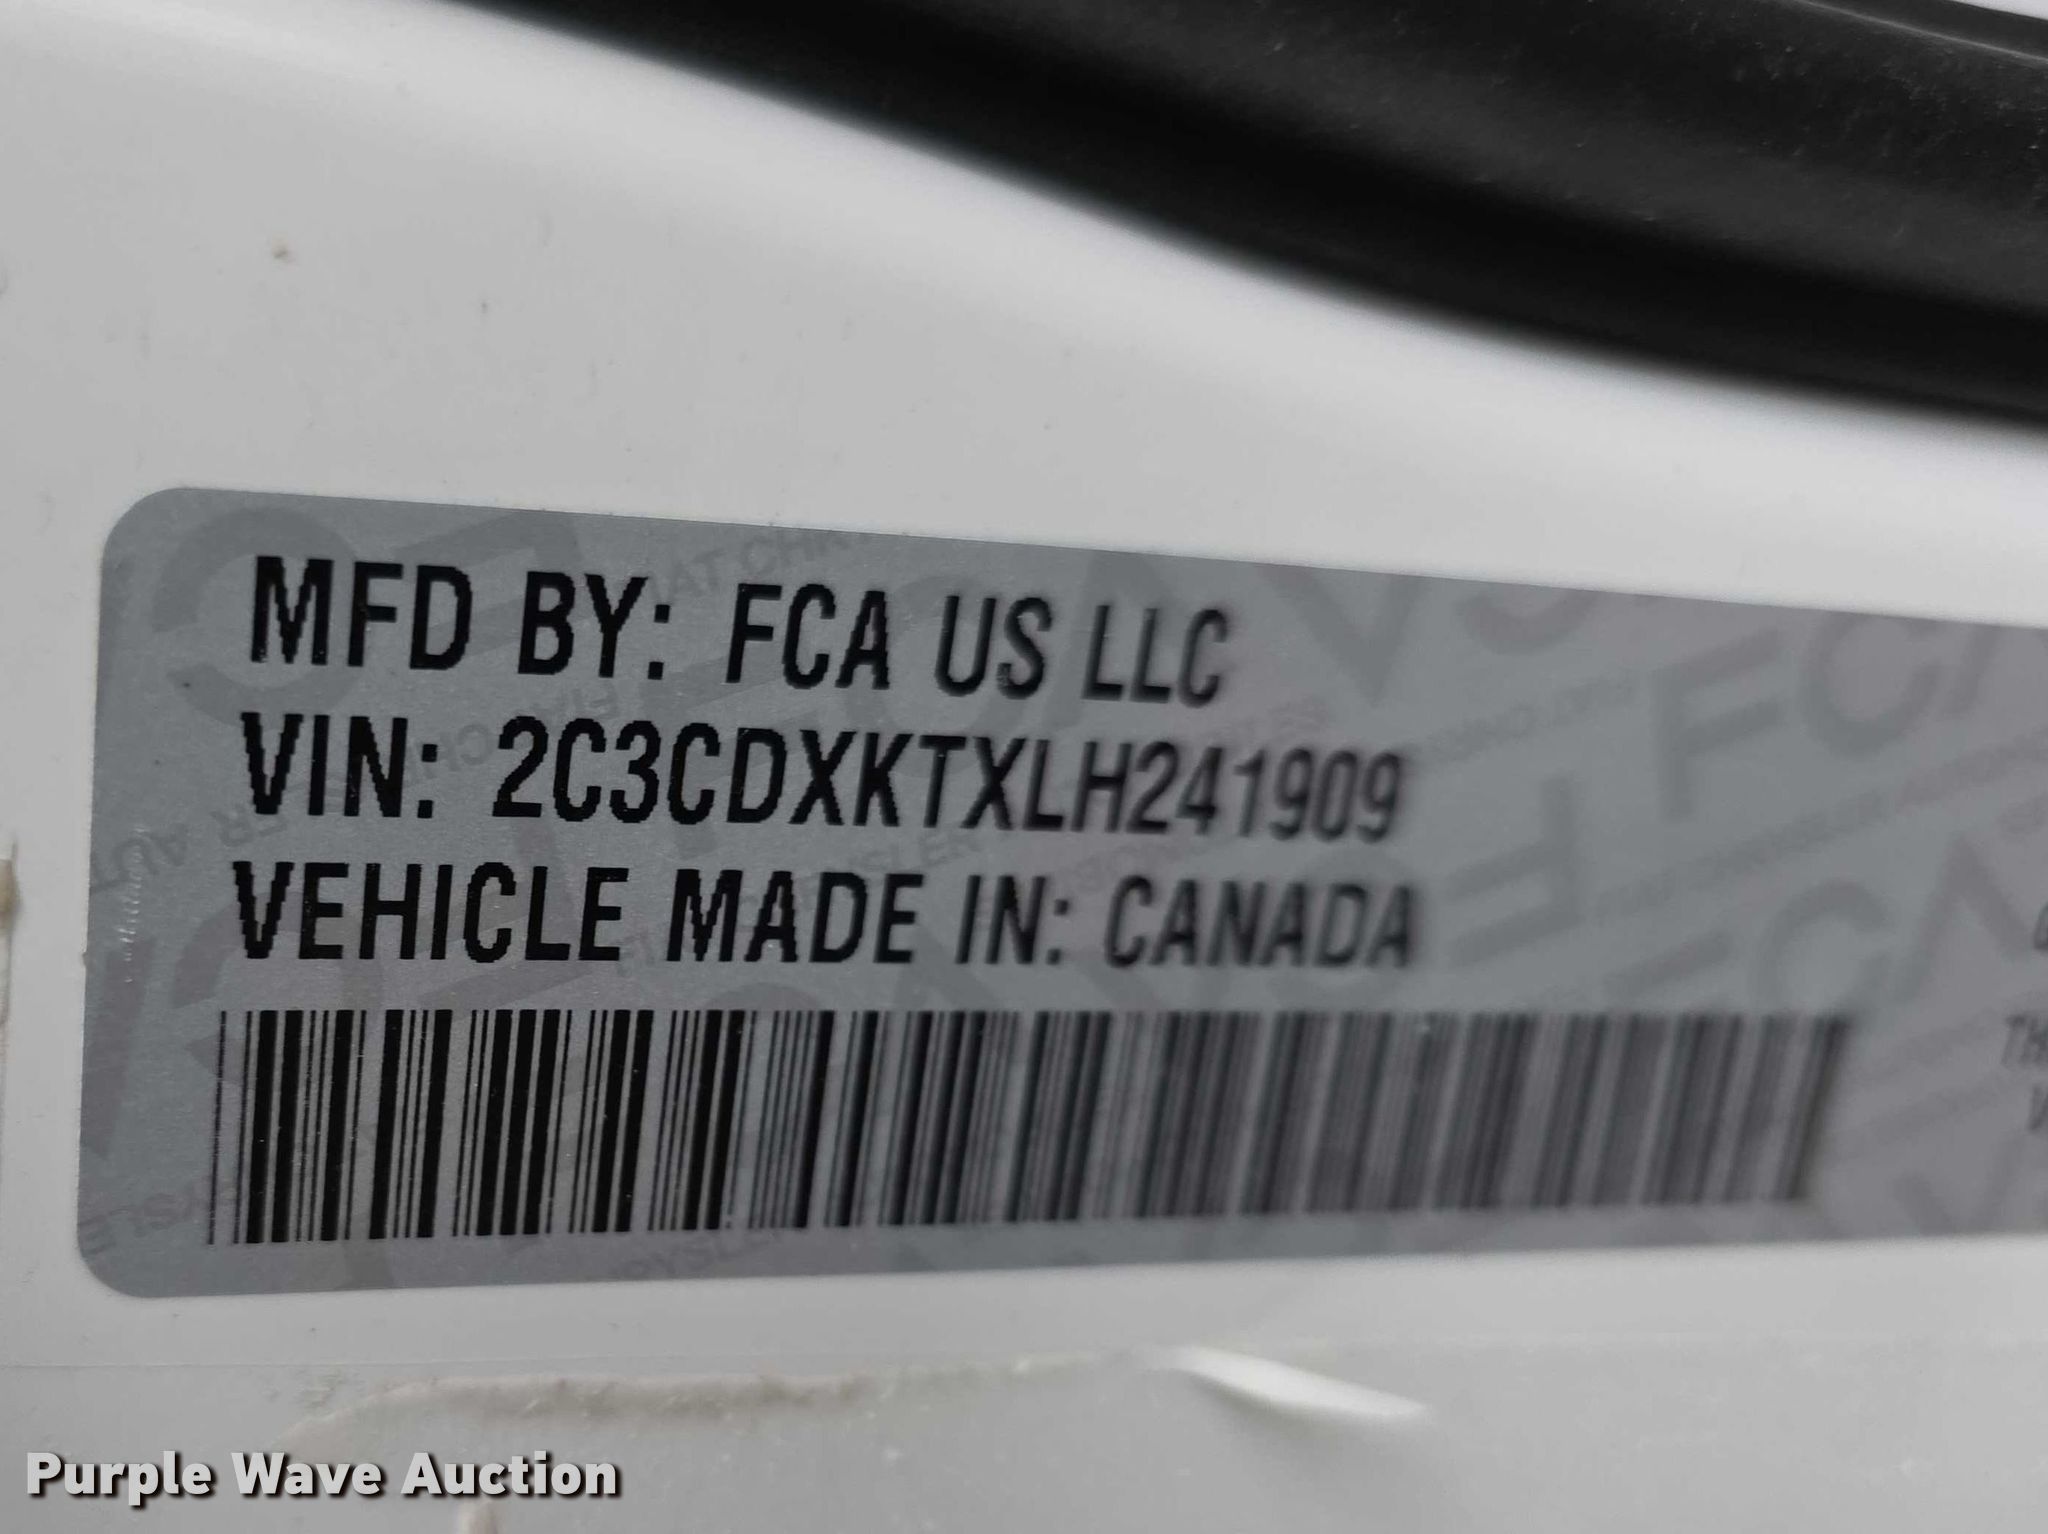 MFD BY: FCA US LLC
VIN: 2C3CDXKTXLH241909
VEHICLE MADE IN: CANADA
Purple Wave Auction